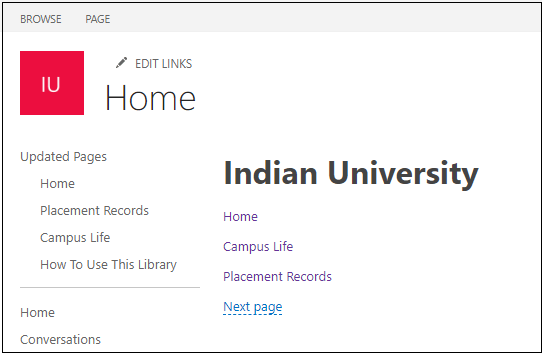 BROWSE PAGE
IU
EDIT LINKS
Home
Updated Pages
Home
Placement Records
Campus Life
How To Use This Library
Home
Conversations
Indian University
Home
Campus Life
Placement Records
Next page